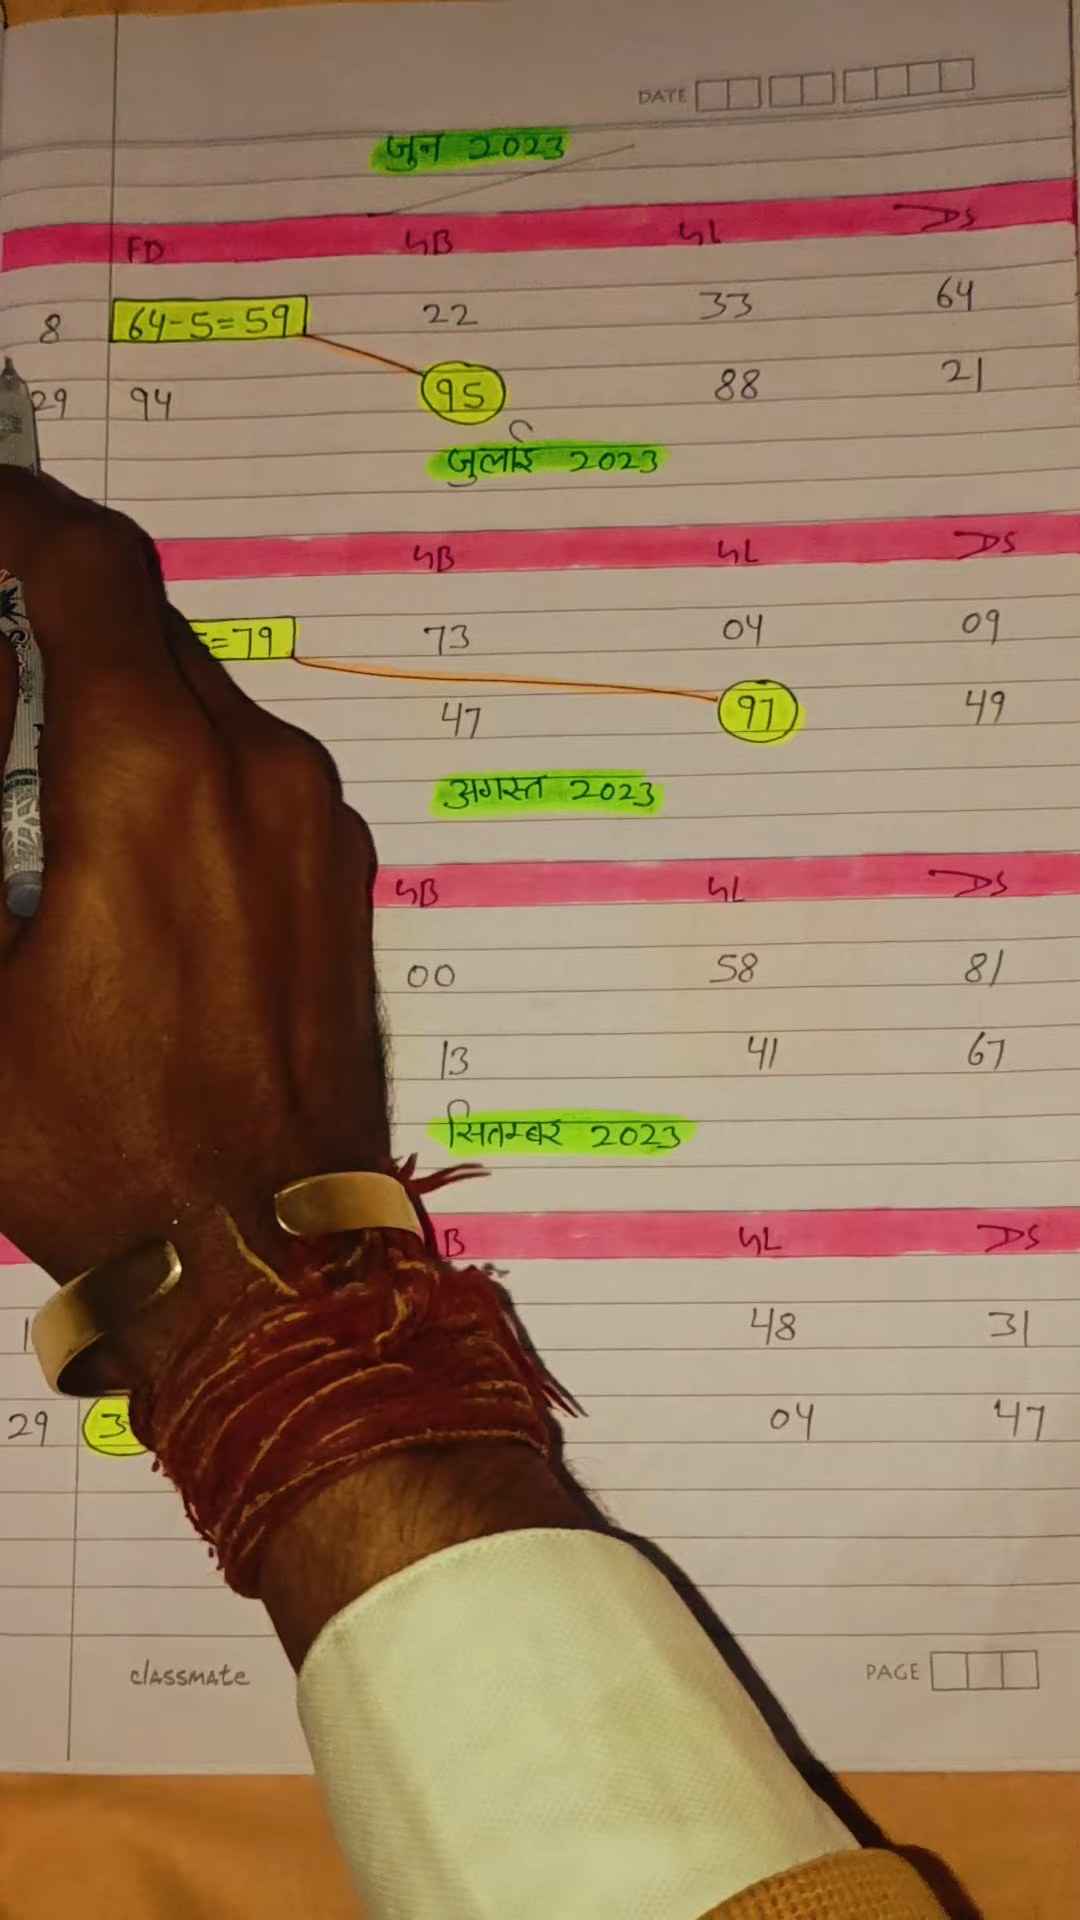 DATE
जून 2023
FD GB GL DS
8 64-5=59 22 33 64
29 94 95 88 21
जुलाई 2023
GB GL DS
=79 73 04 09
47 97 49
अगस्त 2023
GB GL DS
00 58 81
13 41 67
सितम्बर 2023
B GL DS
48 31
29 3 04 47
classmate PAGE